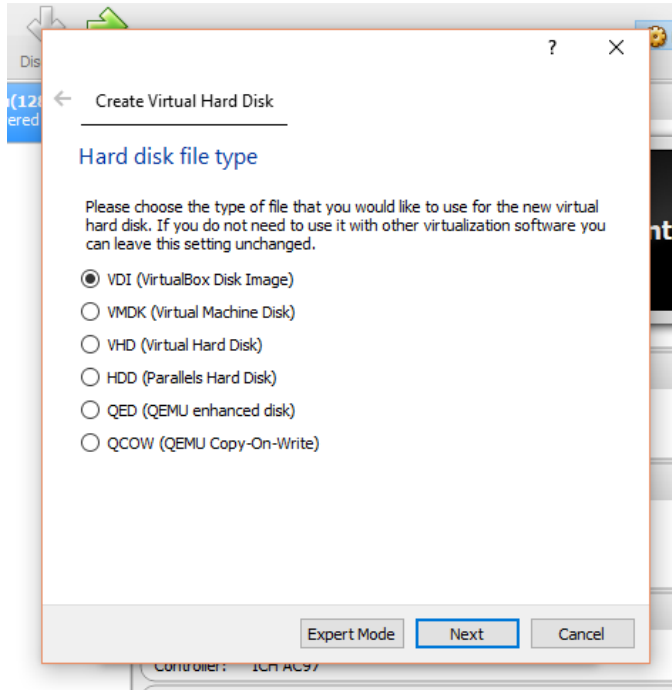 Dis
(128
ered
?
Create Virtual Hard Disk
Hard disk file type
Please choose the type of file that you would like to use for the new virtual
hard disk. If you do not need to use it with other virtualization software you
can leave this setting unchanged.
VDI (VirtualBox Disk Image)
VMDK (Virtual Machine Disk)
VHD (Virtual Hard Disk)
HDD (Parallels Hard Disk)
QED (QEMU enhanced disk)
QCOW (QEMU Copy-On-Write)
nt
Expert Mode Next Cancel
Controller: ICH AC97